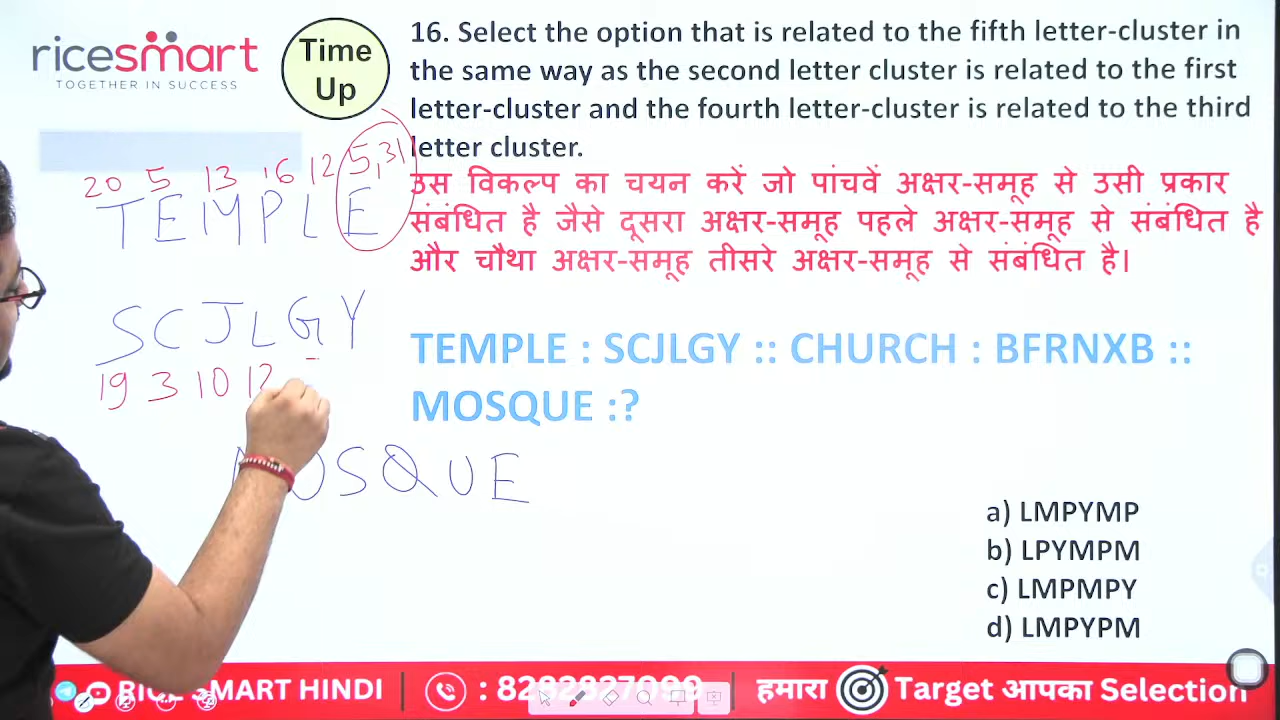 ricesmart
TOGETHER IN SUCCESS
Time
Up
16. Select the option that is related to the fifth letter-cluster in
the same way as the second letter cluster is related to the first
letter-cluster and the fourth letter-cluster is related to the third
letter cluster.
उस विकल्प का चयन करें जो पांचवें अक्षर-समूह से उसी प्रकार
संबंधित है जैसे दूसरा अक्षर-समूह पहले अक्षर-समूह से संबंधित है
और चौथा अक्षर-समूह तीसरे अक्षर-समूह से संबंधित है।
20 5 13 16 12 5,31
TEMPLE
SCJLGY
19 3 10 12
TEMPLE : SCJLGY :: CHURCH : BFRNXB ::
MOSQUE :?
OSQUE
a) LMPYMP
b) LPYMPM
c) LMPMPY
d) LMPYPM
RICE SMART HINDI
हमारा
Target आपका Selection